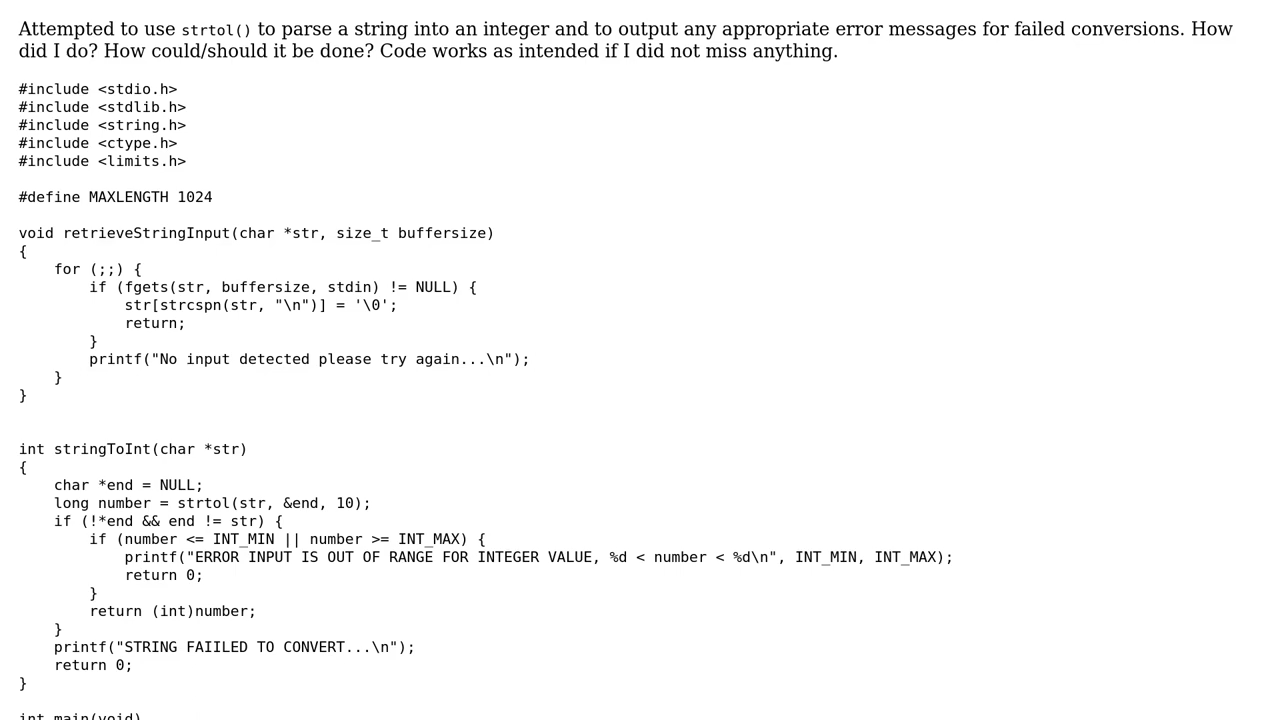 Attempted to use strtol() to parse a string into an integer and to output any appropriate error messages for failed conversions. How
did I do? How could/should it be done? Code works as intended if I did not miss anything.
#include <stdio.h>
#include <stdlib.h>
#include <string.h>
#include <ctype.h>
#include <limits.h>
#define MAXLENGTH 1024
void retrieveStringInput(char *str, size_t buffersize)
{
    for (;;) {
        if (fgets(str, buffersize, stdin) != NULL) {
            str[strcspn(str, "\n")] = '\0';
            return;
        }
        printf("No input detected please try again...\n");
    }
}
int stringToInt(char *str)
{
    char *end = NULL;
    long number = strtol(str, &end, 10);
    if (!*end && end != str) {
        if (number <= INT_MIN || number >= INT_MAX) {
            printf("ERROR INPUT IS OUT OF RANGE FOR INTEGER VALUE, %d < number < %d\n", INT_MIN, INT_MAX);
            return 0;
        }
        return (int)number;
    }
    printf("STRING FAIILED TO CONVERT...\n");
    return 0;
}
int main(void)